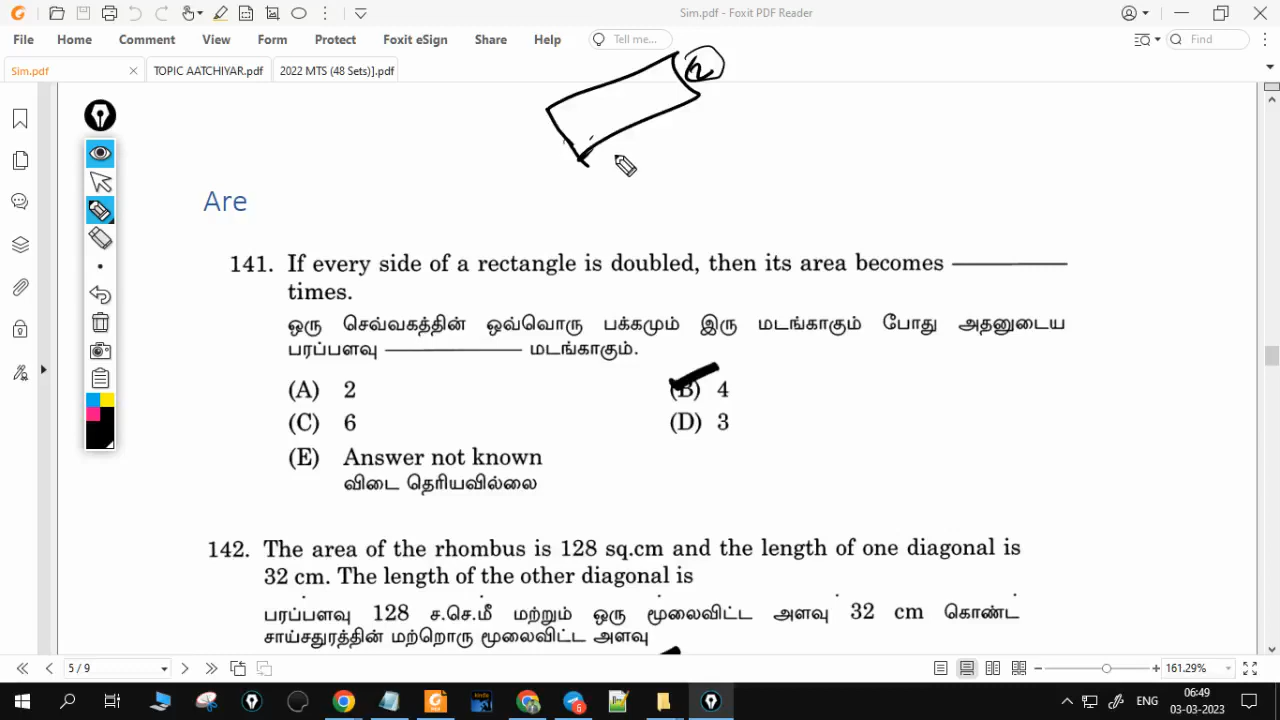 Sim.pdf - Foxit PDF Reader
File Home Comment View Form Protect Foxit eSign Share Help Tell me... Find
Sim.pdf TOPIC AATCHIYAR.pdf 2022 MTS (48 Sets)].pdf
h
Are
141. If every side of a rectangle is doubled, then its area becomes ————
times.
ஒரு செவ்வகத்தின் ஒவ்வொரு பக்கமும் இரு மடங்காகும் போது அதனுடைய
பரப்பளவு ———— மடங்காகும்.
(A) 2 (B) 4
(C) 6 (D) 3
(E) Answer not known
விடை தெரியவில்லை
142. The area of the rhombus is 128 sq.cm and the length of one diagonal is
32 cm. The length of the other diagonal is
பரப்பளவு 128 ச.செ.மீ மற்றும் ஒரு மூலைவிட்ட அளவு 32 cm கொண்ட
சாய்சதுரத்தின் மற்றொரு மூலைவிட்ட அளவு
5 / 9 161.29%
ENG 06:49
03-03-2023